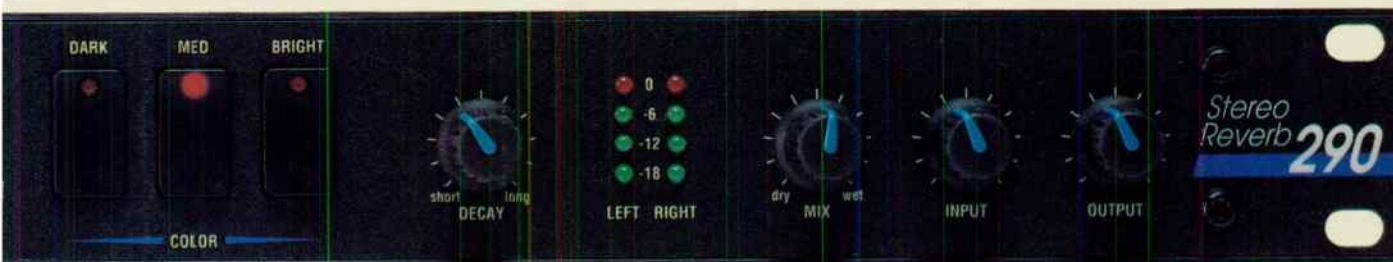 DARK MED BRIGHT
COLOR
short long
DECAY
0
-6
-12
-18
LEFT RIGHT
dry wet
MIX
INPUT
OUTPUT
Stereo
Reverb 290